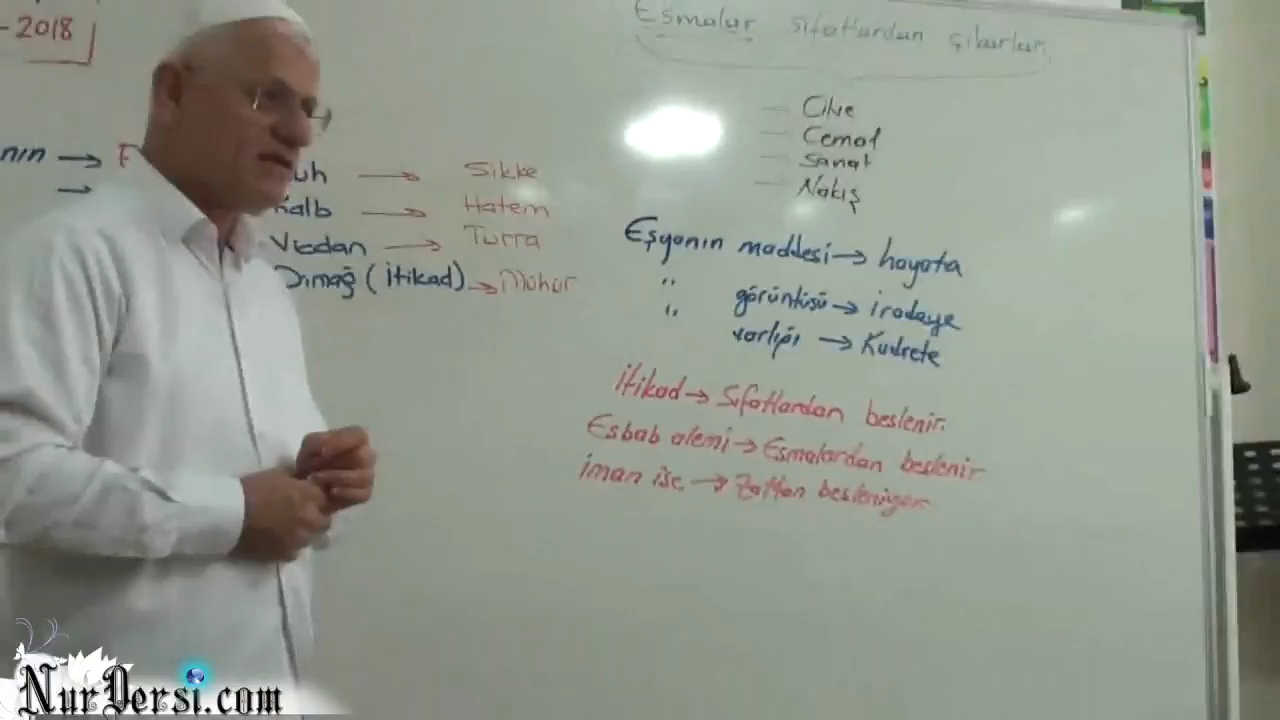 -2018
Esmalar sıfatlardan çıkarlar
— Cilve
— Cemal
— Sanat
— Nakış
nın →
→
uh → Sikke
Kalb → Hatem
Vicdan → Turra
Dımağ (İtikad) → Mühür
Eşyanın maddesi → hayata
" görüntüsü → iradeye
" varlığı → Kudrete
İtikad → Sıfatlardan beslenir.
Esbab alemi → Esmalardan beslenir
iman ise → Zattan besleniyor
NurDersi.com